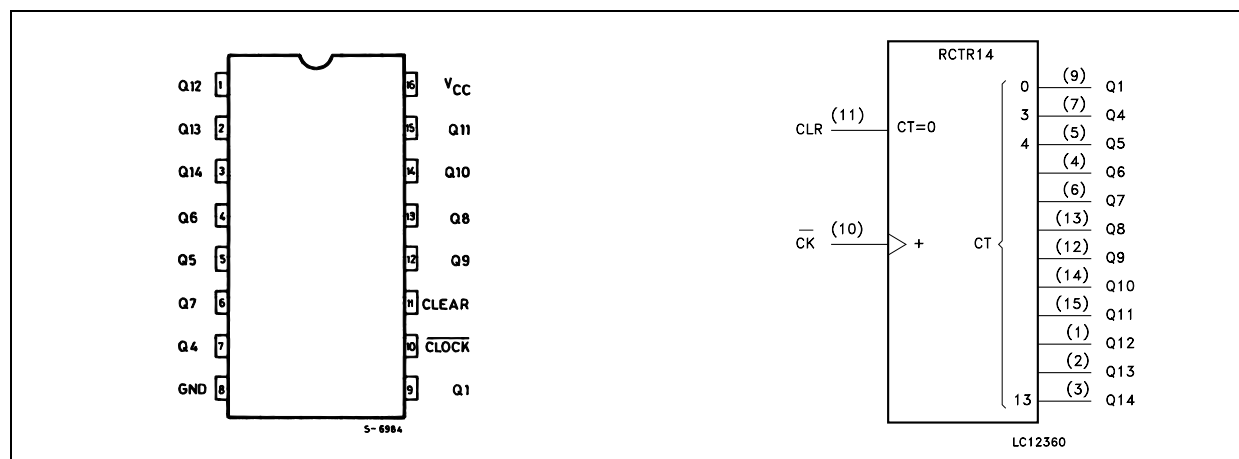 Q12 1
Q13 2
Q14 3
Q6 4
Q5 5
Q7 6
Q4 7
GND 8
16 VCC
15 Q11
14 Q10
13 Q8
12 Q9
11 CLEAR
10 CLOCK
9 Q1
S-6984
RCTR14
CLR (11) CT=0
CK (10) +
CT
0 (9) Q1
3 (7) Q4
4 (5) Q5
(4) Q6
(6) Q7
(13) Q8
(12) Q9
(14) Q10
(15) Q11
(1) Q12
(2) Q13
13 (3) Q14
LC12360